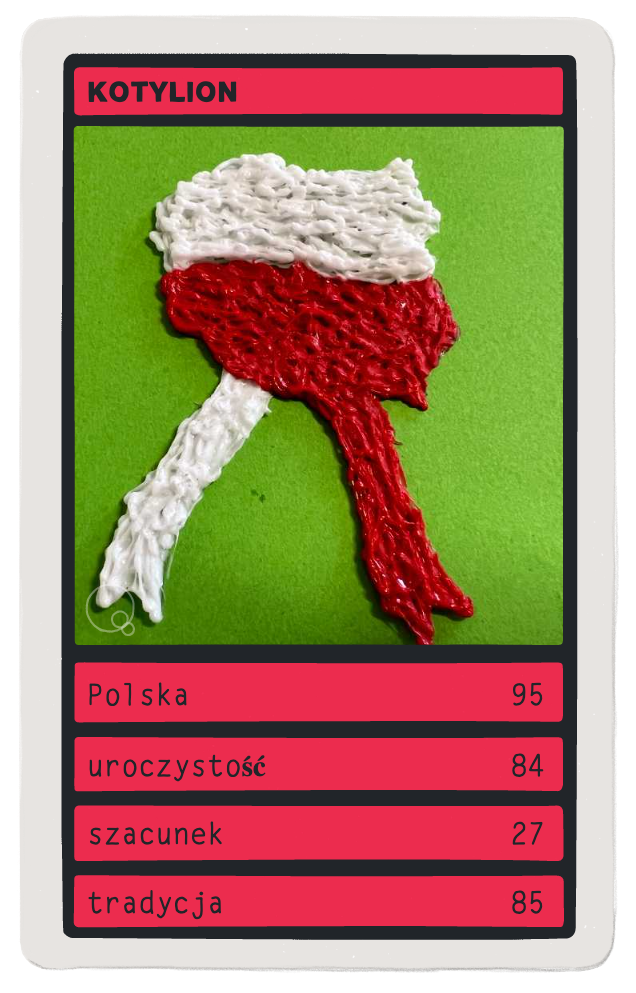 KOTYLION
Polska 95
uroczystość 84
szacunek 27
tradycja 85